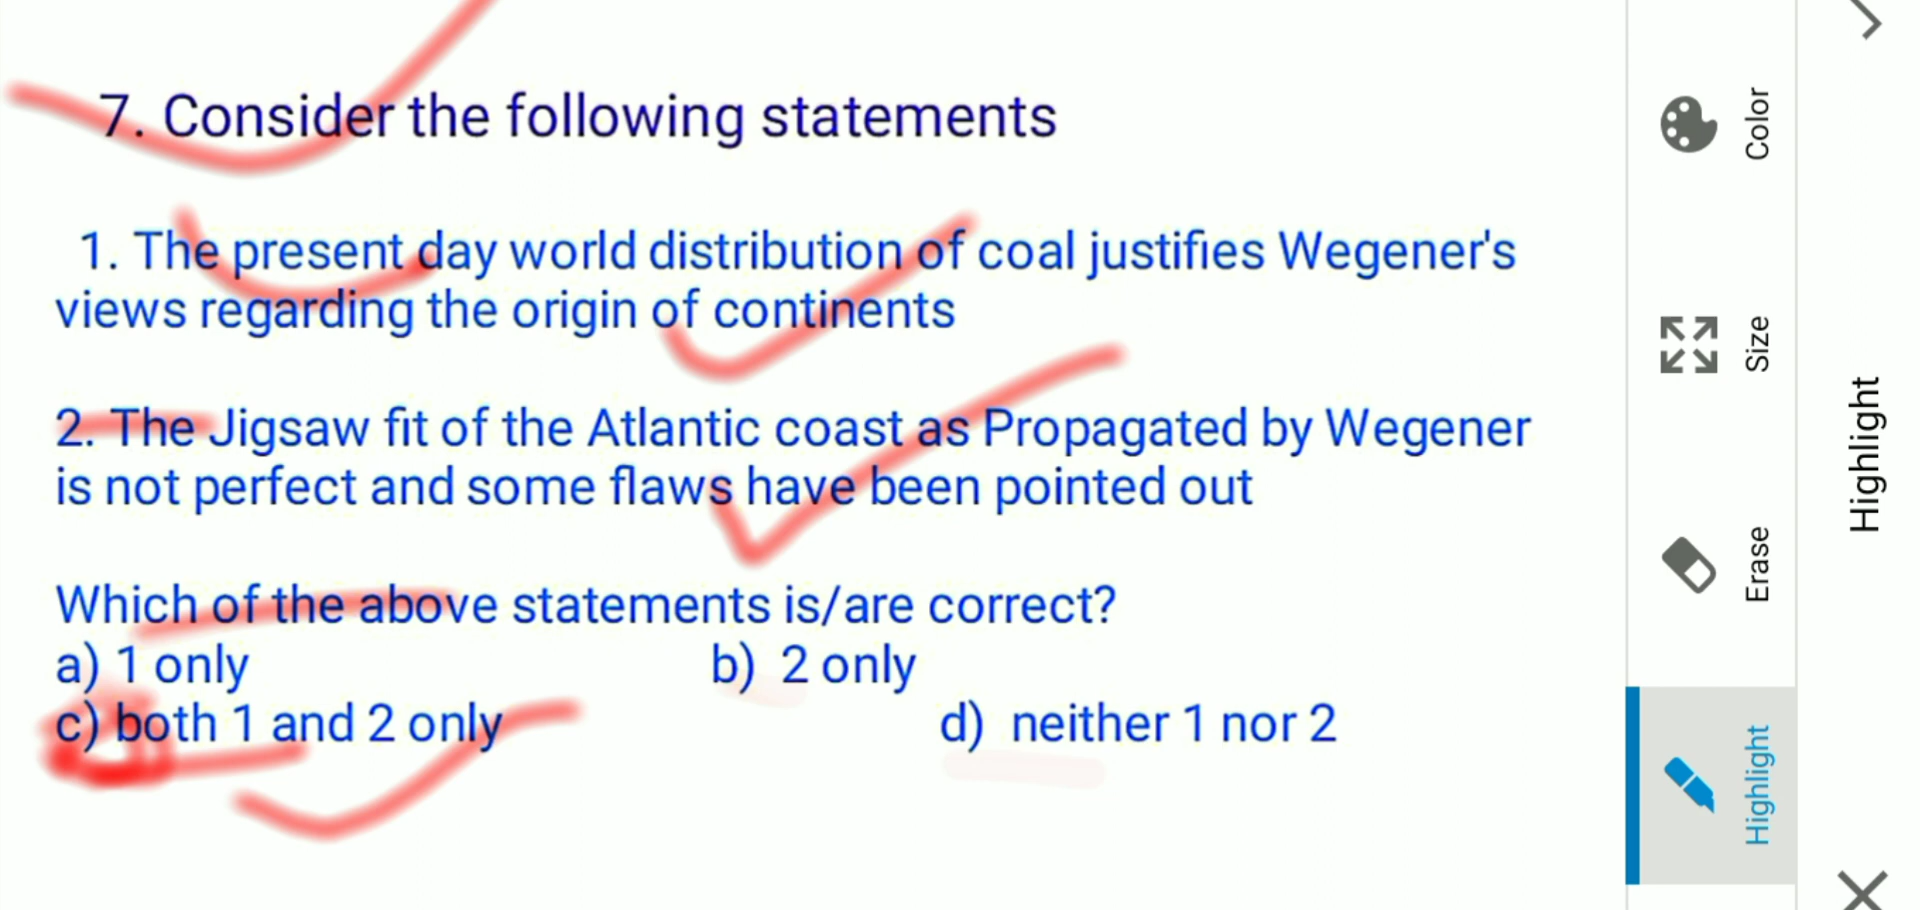 7. Consider the following statements
1. The present day world distribution of coal justifies Wegener's
views regarding the origin of continents
2. The Jigsaw fit of the Atlantic coast as Propagated by Wegener
is not perfect and some flaws have been pointed out
Which of the above statements is/are correct?
a) 1 only b) 2 only
c) both 1 and 2 only d) neither 1 nor 2
Color
Size
Erase
Highlight
Highlight